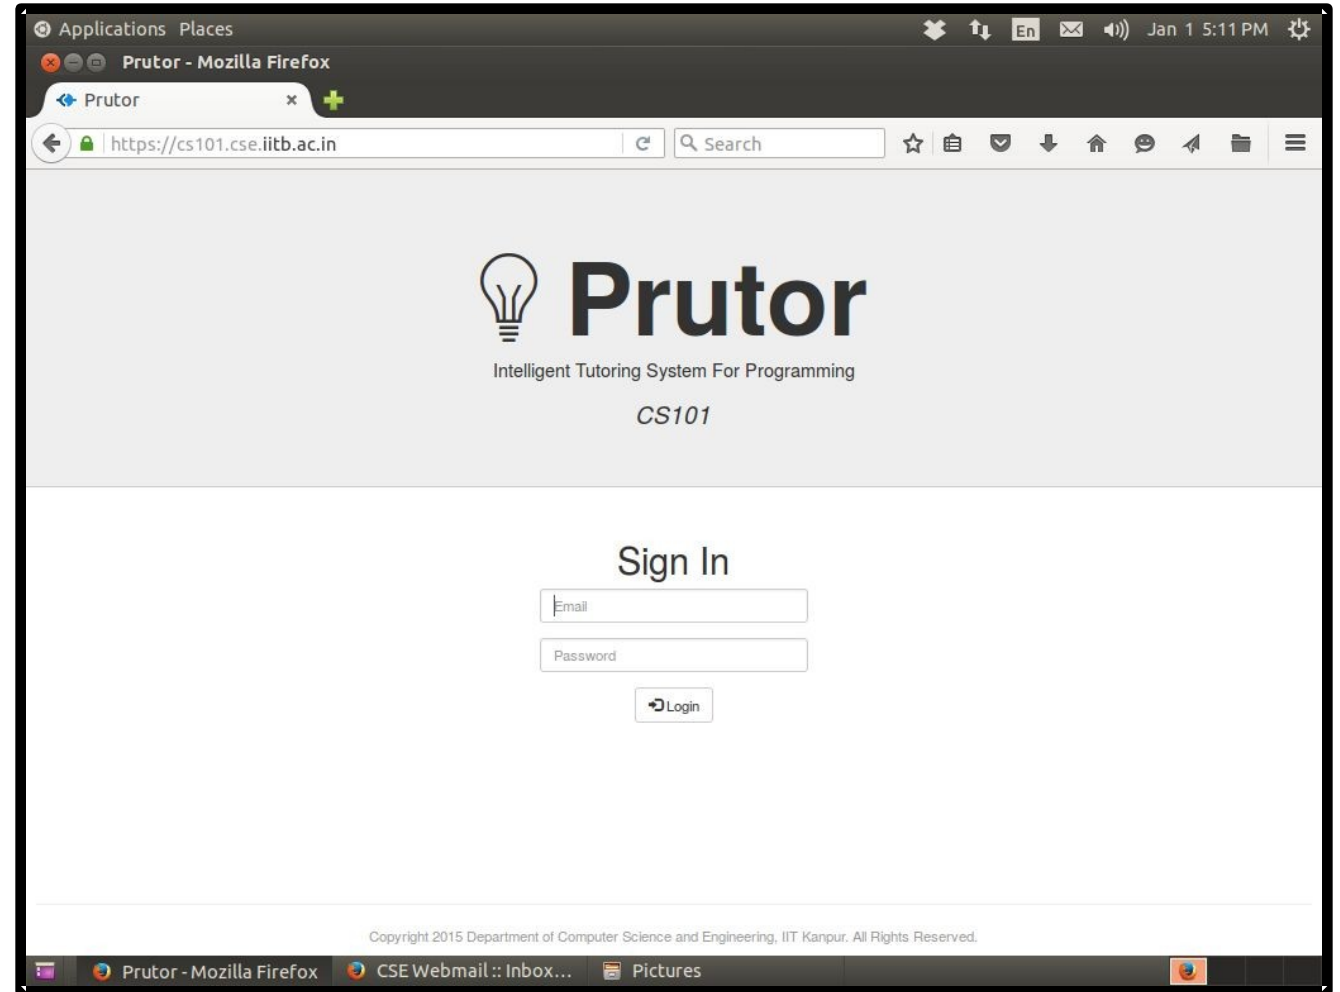 Applications Places En Jan 1 5:11 PM
Prutor - Mozilla Firefox
Prutor
https://cs101.cse.iitb.ac.in Search
Prutor
Intelligent Tutoring System For Programming
CS101
Sign In
Email
Password
Login
Copyright 2015 Department of Computer Science and Engineering, IIT Kanpur. All Rights Reserved.
Prutor - Mozilla Firefox CSE Webmail :: Inbox... Pictures